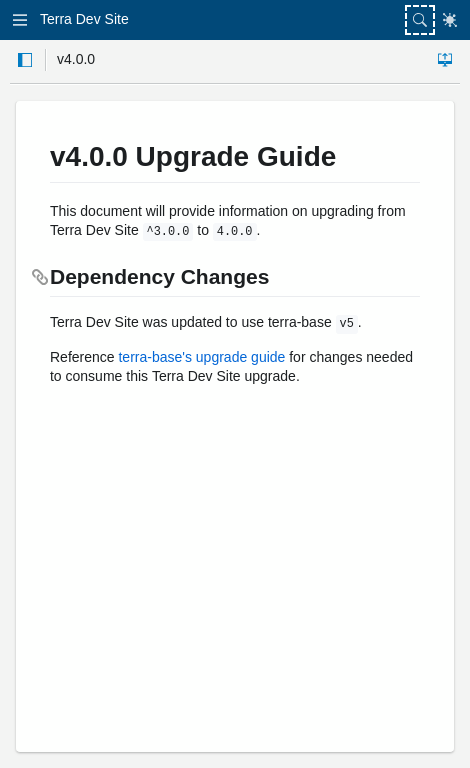 Terra Dev Site
v4.0.0
v4.0.0 Upgrade Guide
This document will provide information on upgrading from
Terra Dev Site ^3.0.0 to 4.0.0.
Dependency Changes
Terra Dev Site was updated to use terra-base v5.
Reference terra-base's upgrade guide for changes needed
to consume this Terra Dev Site upgrade.